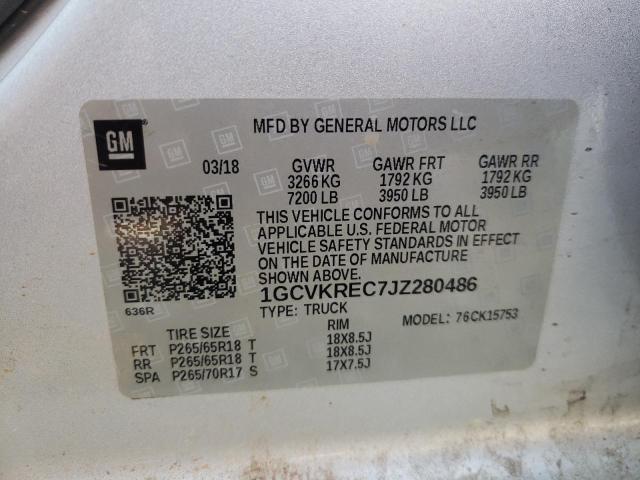 GM
MFD BY GENERAL MOTORS LLC
03/18 GVWR GAWR FRT GAWR RR
3266 KG 1792 KG 1792 KG
7200 LB 3950 LB 3950 LB
THIS VEHICLE CONFORMS TO ALL
APPLICABLE U.S. FEDERAL MOTOR
VEHICLE SAFETY STANDARDS IN EFFECT
ON THE DATE OF MANUFACTURE
SHOWN ABOVE.
636R
1GCVKREC7JZ280486
TYPE: TRUCK MODEL: 76CK15753
TIRE SIZE RIM
FRT P265/65R18 T 18X8.5J
RR P265/65R18 T 18X8.5J
SPA P265/70R17 S 17X7.5J